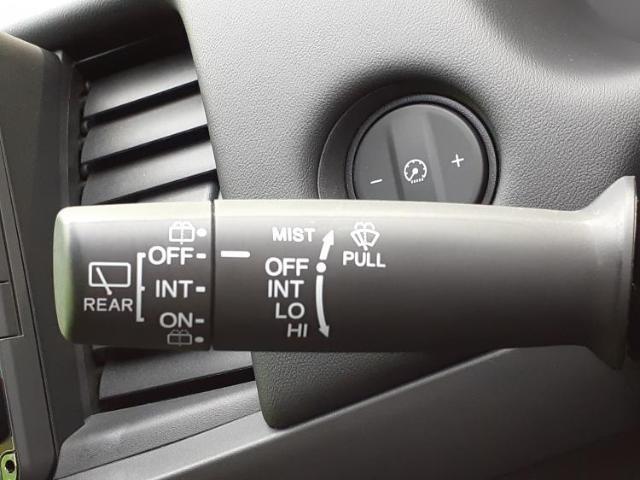 OFF
INT
ON
REAR
MIST
OFF
INT
LO
HI
PULL
− +